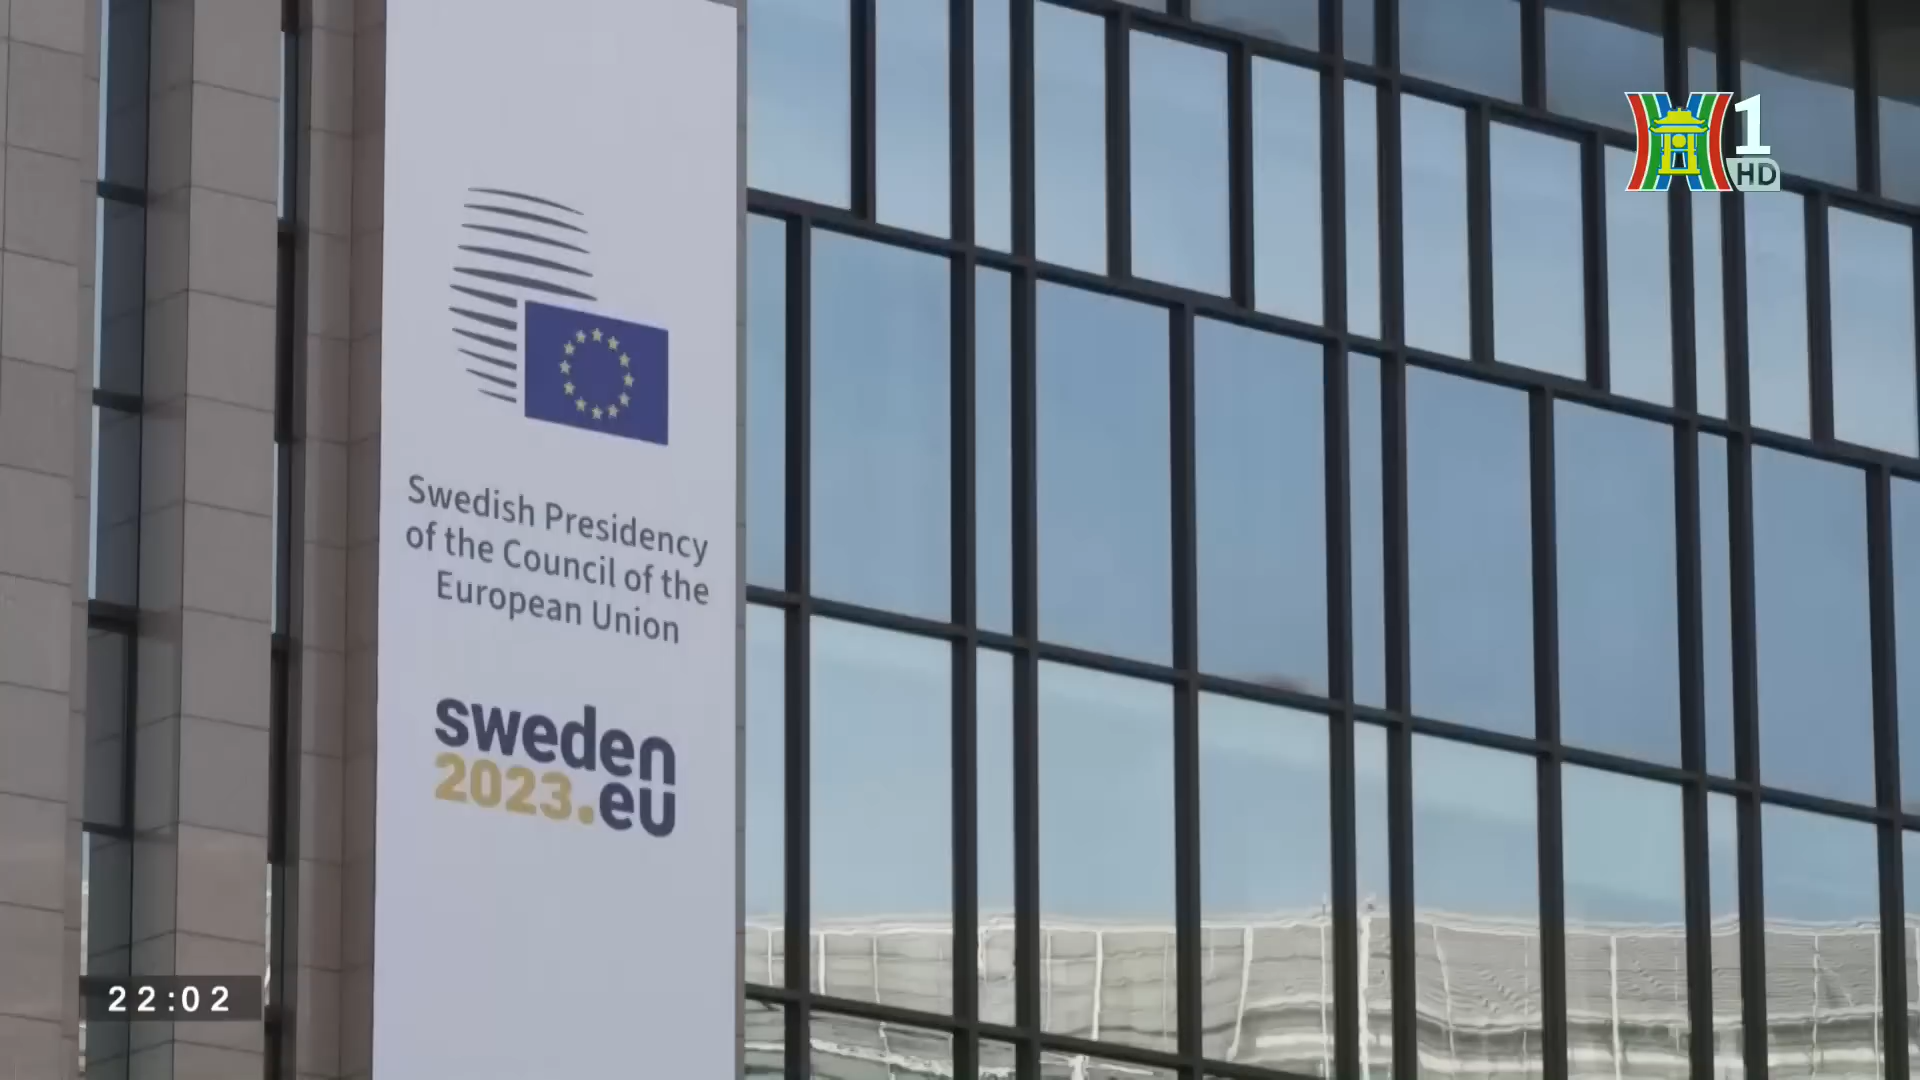 1
HD
Swedish Presidency
of the Council of the
European Union
sweden
2023.eu
22:02